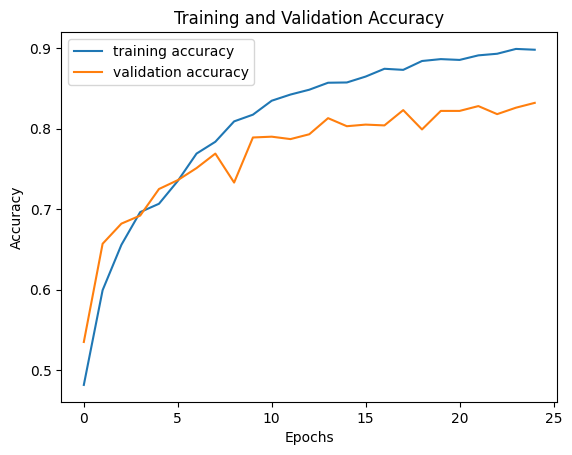 Training and Validation Accuracy
training accuracy
validation accuracy
0.9
0.8
0.7
0.6
0.5
Accuracy
0 5 10 15 20 25
Epochs